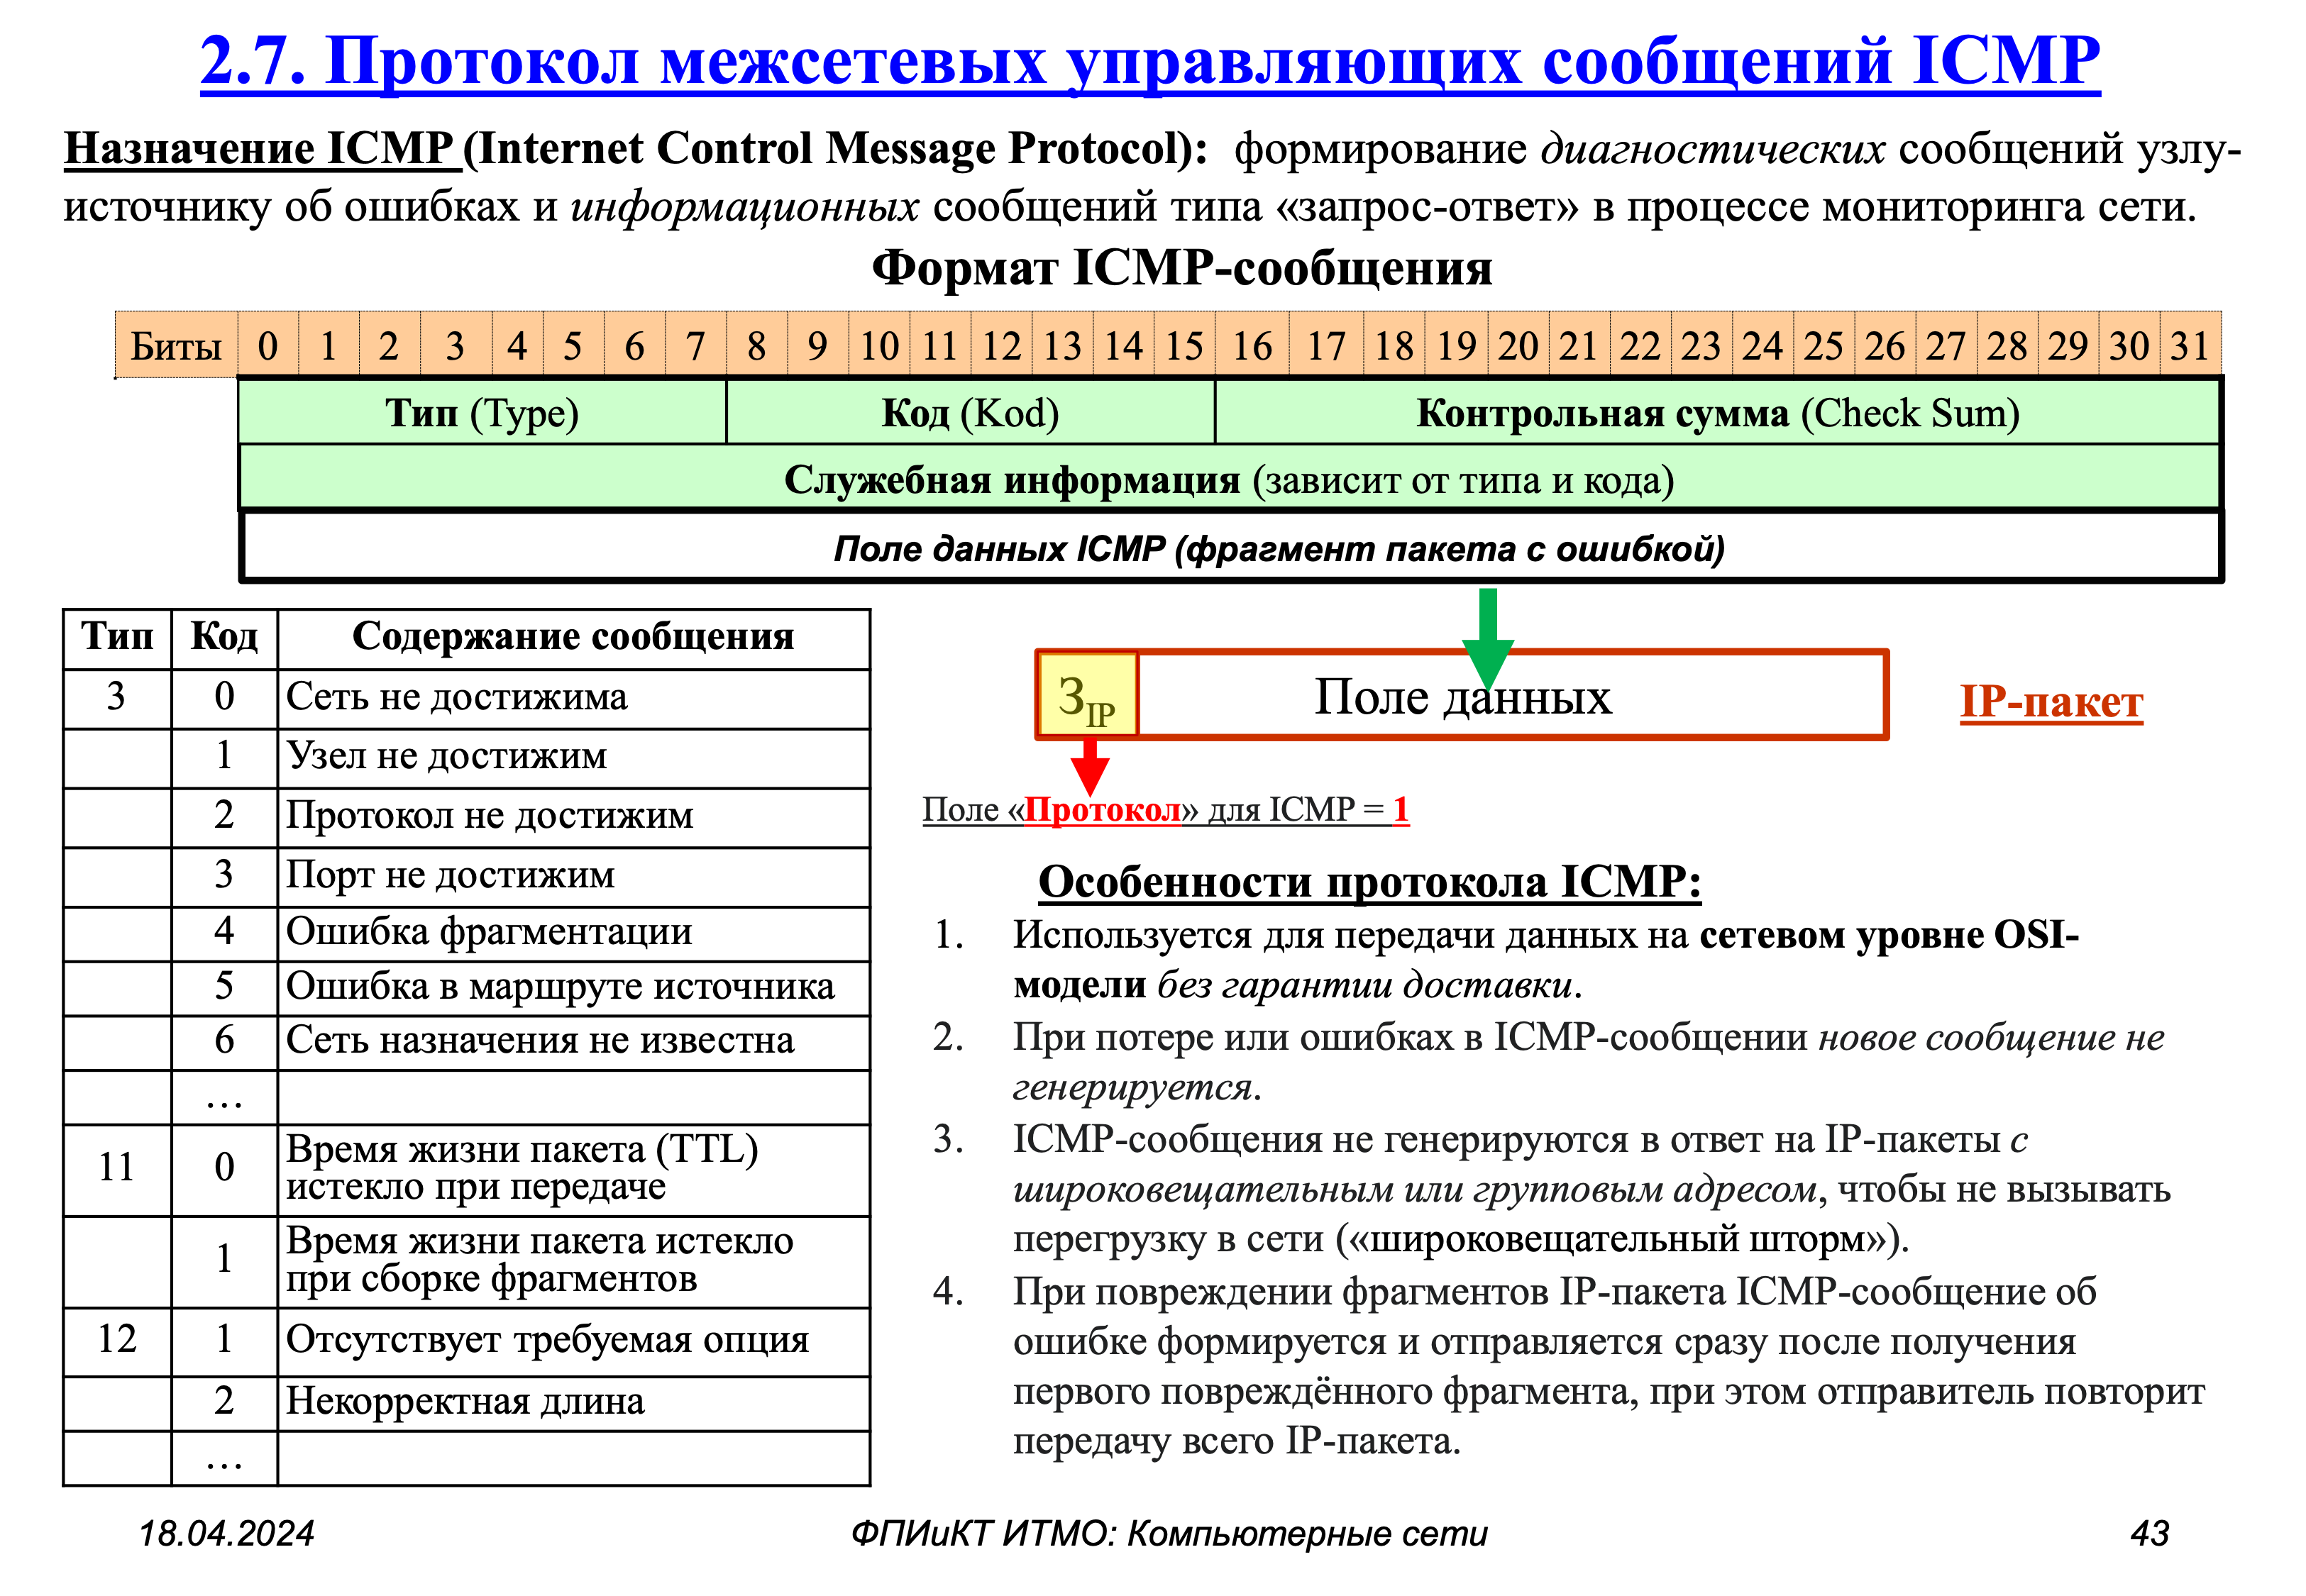 2.7. Протокол межсетевых управляющих сообщений ICMP
Назначение ICMP (Internet Control Message Protocol): формирование диагностических сообщений узлу-
источнику об ошибках и информационных сообщений типа «запрос-ответ» в процессе мониторинга сети.
Формат ICMP-сообщения
Биты 0 1 2 3 4 5 6 7 8 9 10 11 12 13 14 15 16 17 18 19 20 21 22 23 24 25 26 27 28 29 30 31
Тип (Type) Код (Kod) Контрольная сумма (Check Sum)
Служебная информация (зависит от типа и кода)
Поле данных ICMP (фрагмент пакета с ошибкой)
Тип Код Содержание сообщения
3 0 Сеть не достижима
1 Узел не достижим
2 Протокол не достижим
3 Порт не достижим
4 Ошибка фрагментации
5 Ошибка в маршруте источника
6 Сеть назначения не известна
…
11 0 Время жизни пакета (TTL)
истекло при передаче
1 Время жизни пакета истекло
при сборке фрагментов
12 1 Отсутствует требуемая опция
2 Некорректная длина
…
ЗIP Поле данных IP-пакет
Поле «Протокол» для ICMP = 1
Особенности протокола ICMP:
1. Используется для передачи данных на сетевом уровне OSI-
модели без гарантии доставки.
2. При потере или ошибках в ICMP-сообщении новое сообщение не
генерируется.
3. ICMP-сообщения не генерируются в ответ на IP-пакеты с
широковещательным или групповым адресом, чтобы не вызывать
перегрузку в сети («широковещательный шторм»).
4. При повреждении фрагментов IP-пакета ICMP-сообщение об
ошибке формируется и отправляется сразу после получения
первого повреждённого фрагмента, при этом отправитель повторит
передачу всего IP-пакета.
18.04.2024 ФПИиКТ ИТМО: Компьютерные сети 43